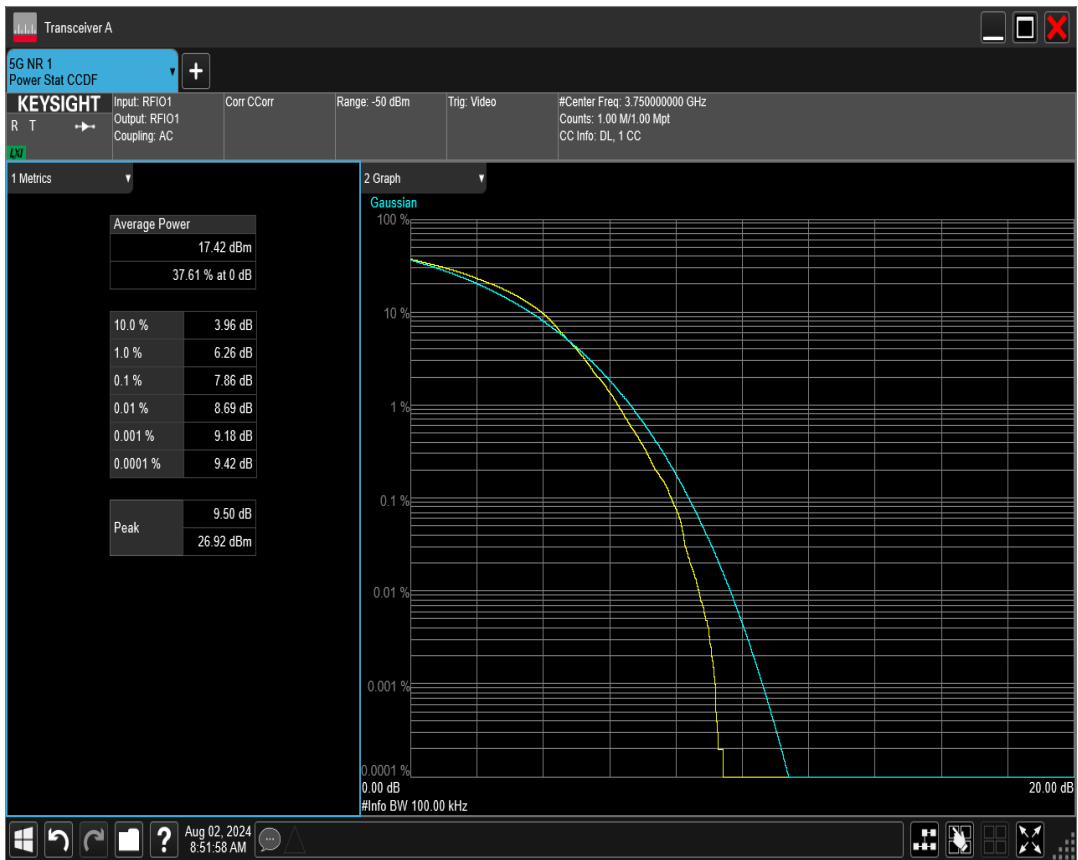 Transceiver A
5G NR 1
Power Stat CCDF
KEYSIGHT
R T
LXI
Input: RFIO1
Output: RFIO1
Coupling: AC
Corr CCorr
Range: -50 dBm
Trig: Video
#Center Freq: 3.750000000 GHz
Counts: 1.00 M/1.00 Mpt
CC Info: DL, 1 CC
1 Metrics
Average Power
17.42 dBm
37.61 % at 0 dB
10.0 % 3.96 dB
1.0 % 6.26 dB
0.1 % 7.86 dB
0.01 % 8.69 dB
0.001 % 9.18 dB
0.0001 % 9.42 dB
Peak
9.50 dB
26.92 dBm
2 Graph
Gaussian
100 %
10 %
1 %
0.1 %
0.01 %
0.001 %
0.0001 %
0.00 dB 20.00 dB
#Info BW 100.00 kHz
?
Aug 02, 2024
8:51:58 AM